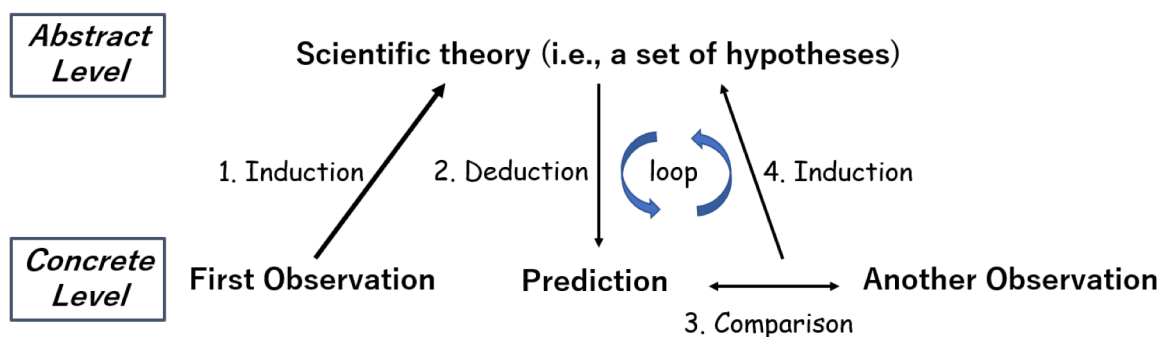 Abstract
Level
Scientific theory (i.e., a set of hypotheses)
1. Induction
2. Deduction
loop
4. Induction
Concrete
Level
First Observation
Prediction
Another Observation
3. Comparison